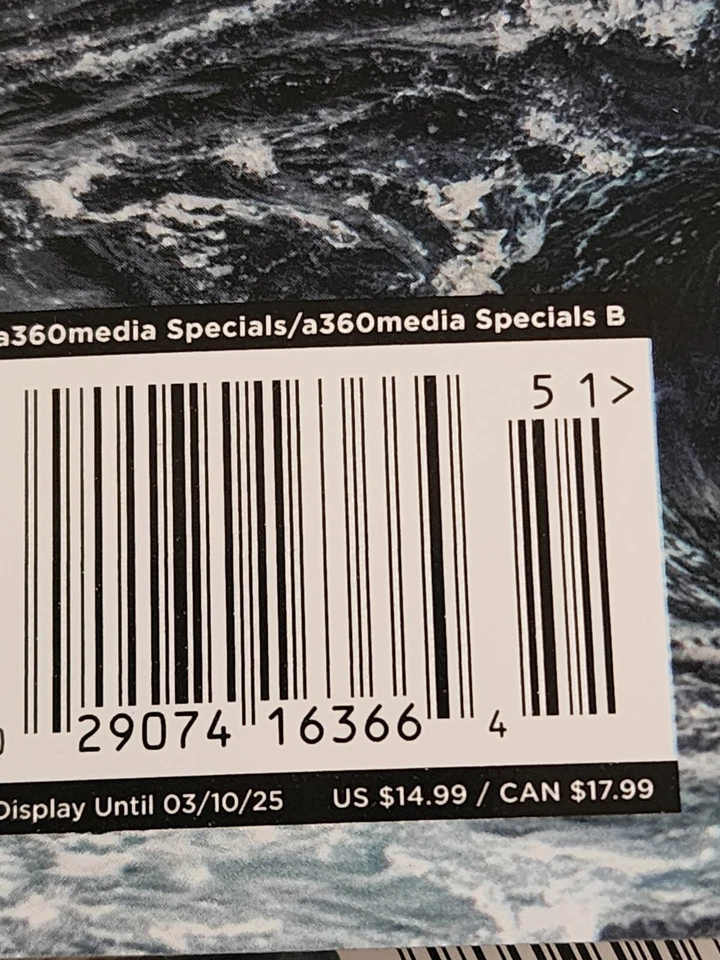 a360media Specials/a360media Specials B
5 1>
0 29074 16366 4
Display Until 03/10/25 US $14.99 / CAN $17.99